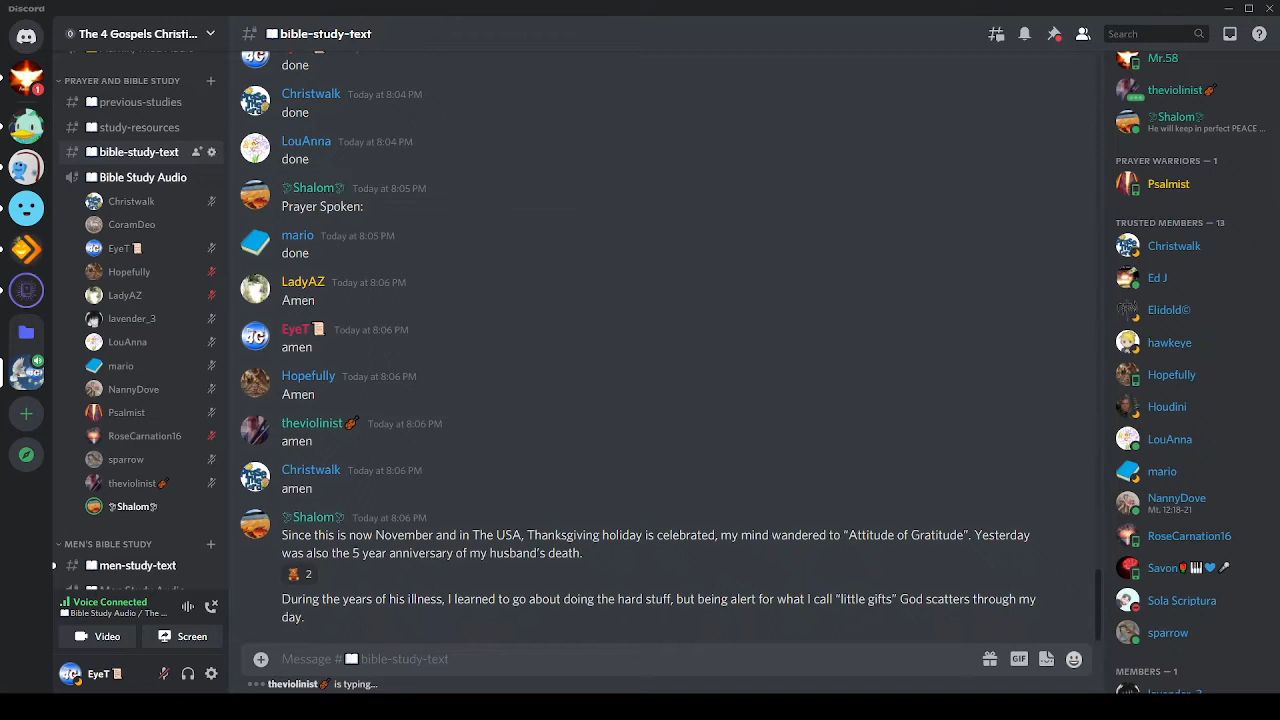 Discord
The 4 Gospels Christi...
bible-study-text
Search
PRAYER AND BIBLE STUDY
previous-studies
study-resources
bible-study-text
Bible Study Audio
Christwalk
CoramDeo
EyeT
Hopefully
LadyAZ
lavender_3
LouAnna
mario
NannyDove
Psalmist
RoseCarnation16
sparrow
theviolinist
🕊Shalom🕊
MEN'S BIBLE STUDY
men-study-text
Voice Connected
Bible Study Audio / The...
Video
Screen
EyeT
done
Christwalk Today at 8:04 PM
done
LouAnna Today at 8:04 PM
done
🕊Shalom🕊 Today at 8:05 PM
Prayer Spoken:
mario Today at 8:05 PM
done
LadyAZ Today at 8:06 PM
Amen
EyeT Today at 8:06 PM
amen
Hopefully Today at 8:06 PM
Amen
theviolinist Today at 8:06 PM
amen
Christwalk Today at 8:06 PM
amen
🕊Shalom🕊 Today at 8:06 PM
Since this is now November and in The USA, Thanksgiving holiday is celebrated, my mind wandered to "Attitude of Gratitude". Yesterday
was also the 5 year anniversary of my husband's death.
2
During the years of his illness, I learned to go about doing the hard stuff, but being alert for what I call "little gifts" God scatters through my
day.
Message # bible-study-text
GIF
theviolinist is typing...
Mr.58
theviolinist
🕊Shalom🕊
He will keep in perfect PEACE ...
PRAYER WARRIORS — 1
Psalmist
TRUSTED MEMBERS — 13
Christwalk
Ed J
Elidold©
hawkeye
Hopefully
Houdini
LouAnna
mario
NannyDove
Mt. 12:18-21
RoseCarnation16
Savon
Sola Scriptura
sparrow
MEMBERS — 1
lavender_3